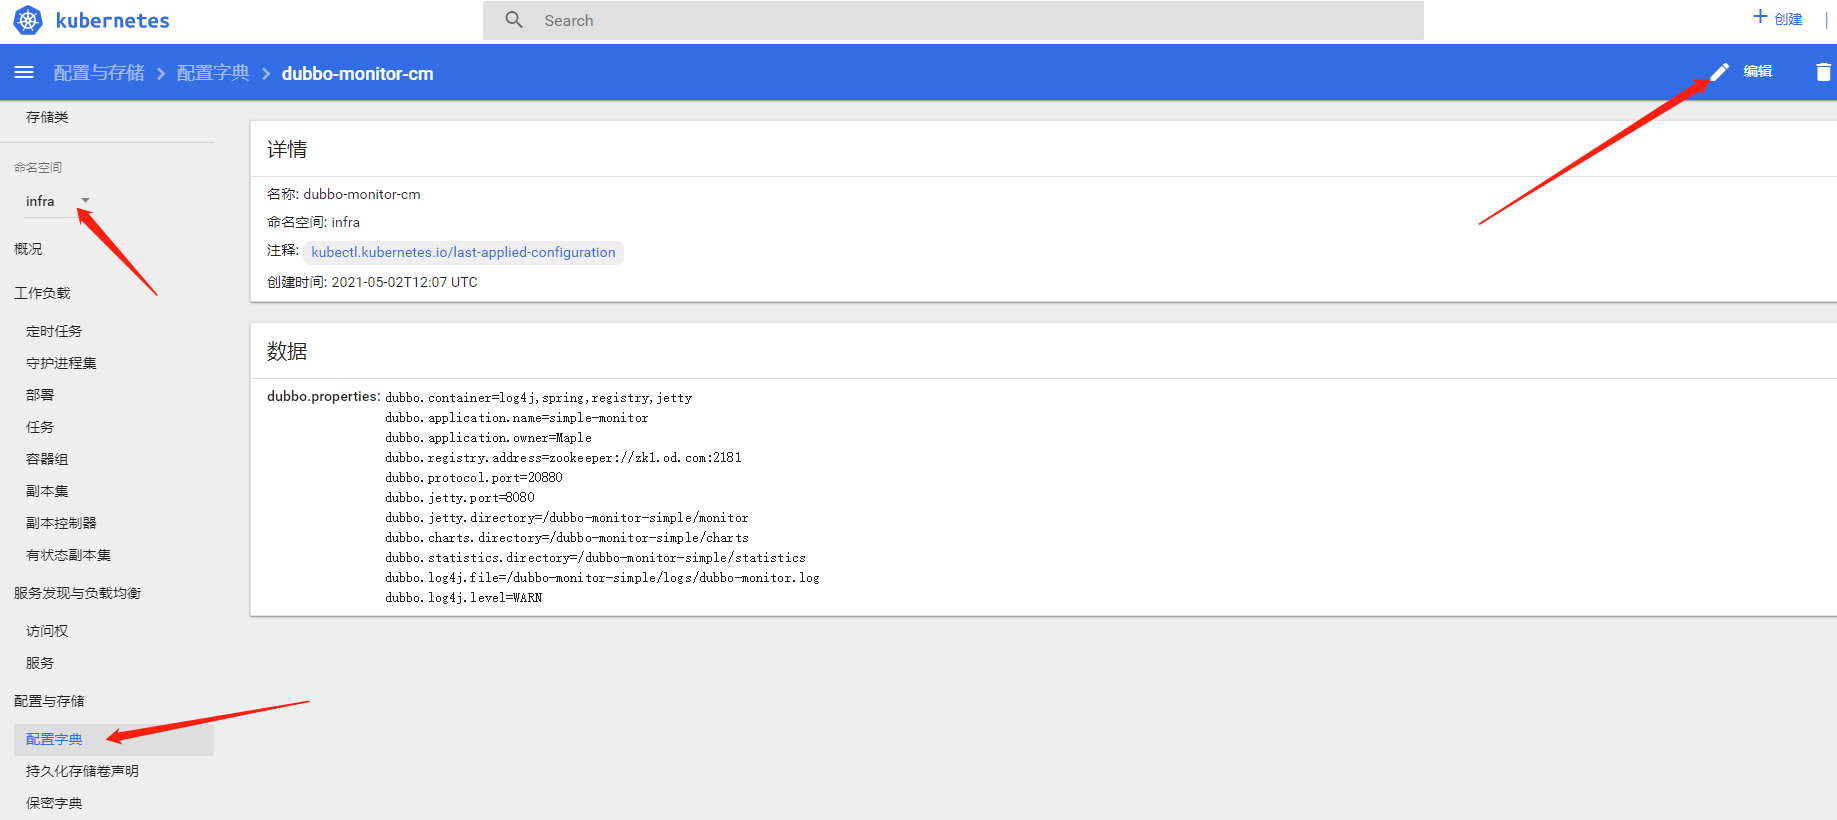 kubernetes
Search
创建
配置与存储
配置字典
dubbo-monitor-cm
编辑
存储类
命名空间
infra
概况
工作负载
定时任务
守护进程集
部署
任务
容器组
副本集
副本控制器
有状态副本集
服务发现与负载均衡
访问权
服务
配置与存储
配置字典
持久化存储卷声明
保密字典
详情
名称: dubbo-monitor-cm
命名空间: infra
注释: kubectl.kubernetes.io/last-applied-configuration
创建时间: 2021-05-02T12:07 UTC
数据
dubbo.properties: dubbo.container=log4j,spring,registry,jetty
dubbo.application.name=simple-monitor
dubbo.application.owner=Maple
dubbo.registry.address=zookeeper://zk1.od.com:2181
dubbo.protocol.port=20880
dubbo.jetty.port=8080
dubbo.jetty.directory=/dubbo-monitor-simple/monitor
dubbo.charts.directory=/dubbo-monitor-simple/charts
dubbo.statistics.directory=/dubbo-monitor-simple/statistics
dubbo.log4j.file=/dubbo-monitor-simple/logs/dubbo-monitor.log
dubbo.log4j.level=WARN